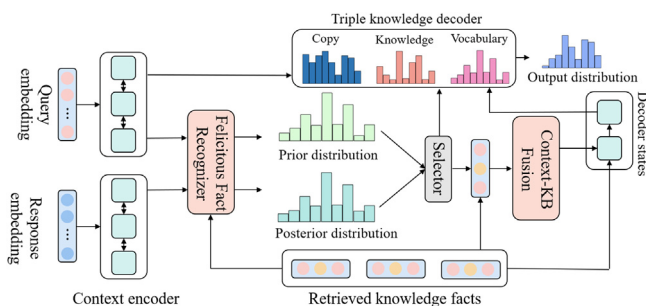 Triple knowledge decoder
Copy
Knowledge
Vocabulary
Output distribution
Query
embedding
Felicitous Fact
Recognizer
Prior distribution
Posterior distribution
Selector
Context-KB
Fusion
Decoder
states
Response
embedding
Context encoder
Retrieved knowledge facts